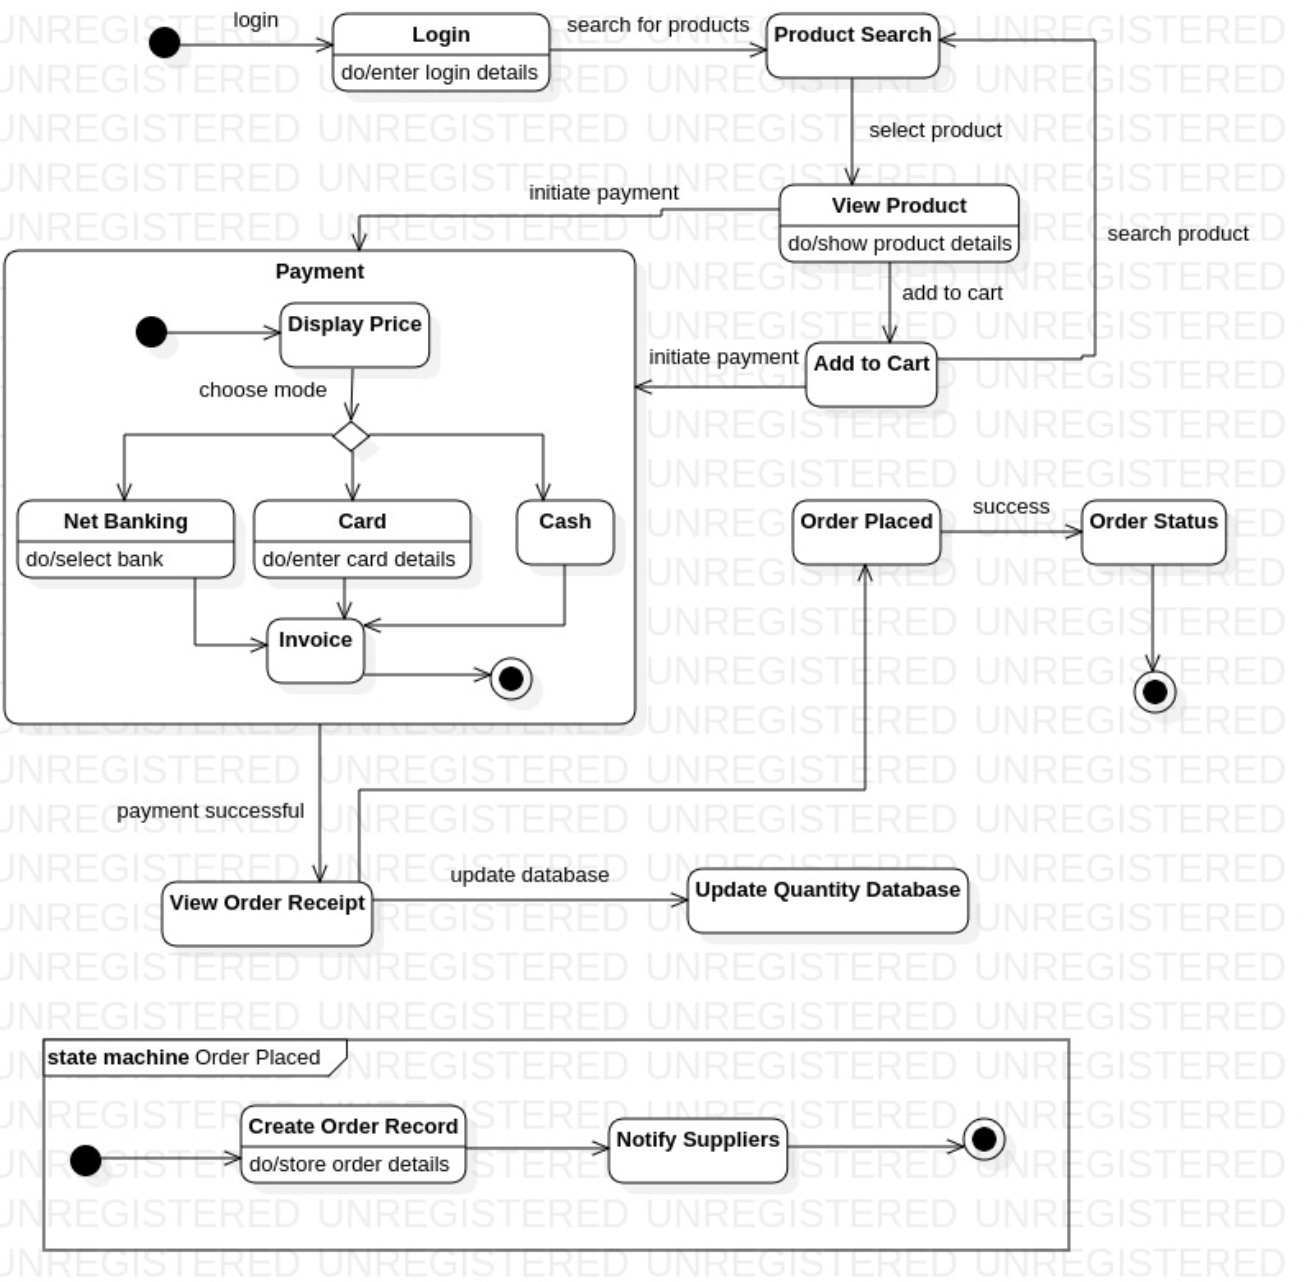 login
Login
do/enter login details
search for products
Product Search
select product
initiate payment
View Product
do/show product details
search product
add to cart
Payment
Display Price
initiate payment
Add to Cart
choose mode
Net Banking
do/select bank
Card
do/enter card details
Cash
Order Placed
success
Order Status
Invoice
payment successful
View Order Receipt
update database
Update Quantity Database
state machine Order Placed
Create Order Record
do/store order details
Notify Suppliers
UNREGISTERED UNREGISTERED UNREGISTERED UNREGISTERED